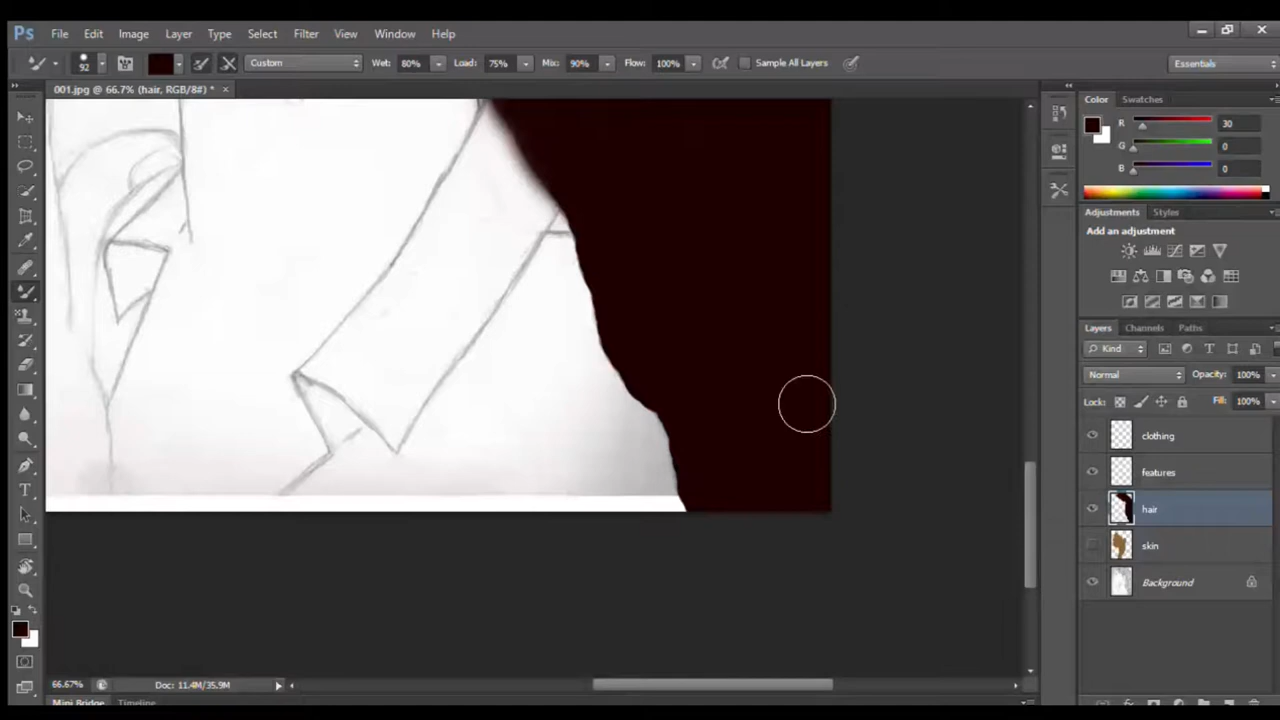 Ps File Edit Image Layer Type Select Filter View Window Help
92 Custom Wet: 80% Load: 75% Mix: 90% Flow: 100% Sample All Layers Essentials
001.jpg @ 66.7% (hair, RGB/8#) * ×
Color Swatches
R 30
G 0
B 0
Adjustments Styles
Add an adjustment
Layers Channels Paths
Kind
Normal Opacity: 100%
Lock: Fill: 100%
clothing
features
hair
skin
Background
66.67% Doc: 11.4M/35.9M
Mini Bridge Timeline